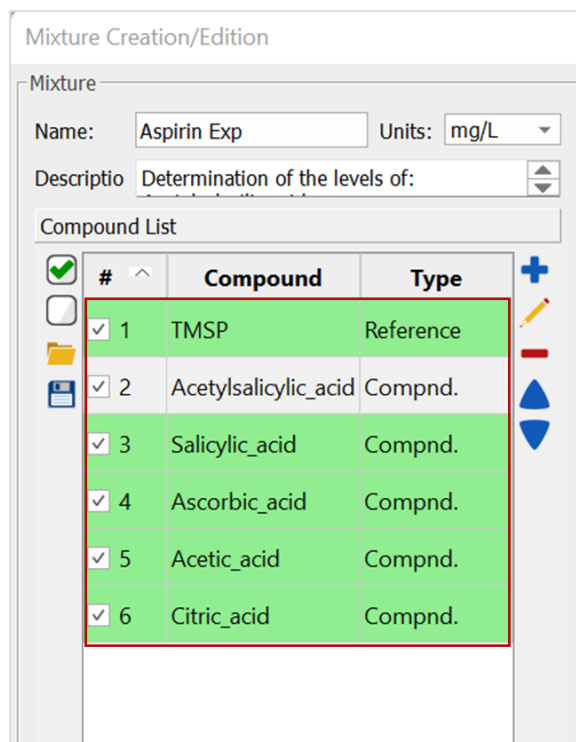 Mixture Creation/Edition
Mixture
Name: Aspirin Exp Units: mg/L
Descriptio Determination of the levels of:
Compound List
# Compound Type
1 TMSP Reference
2 Acetylsalicylic_acid Compnd.
3 Salicylic_acid Compnd.
4 Ascorbic_acid Compnd.
5 Acetic_acid Compnd.
6 Citric_acid Compnd.